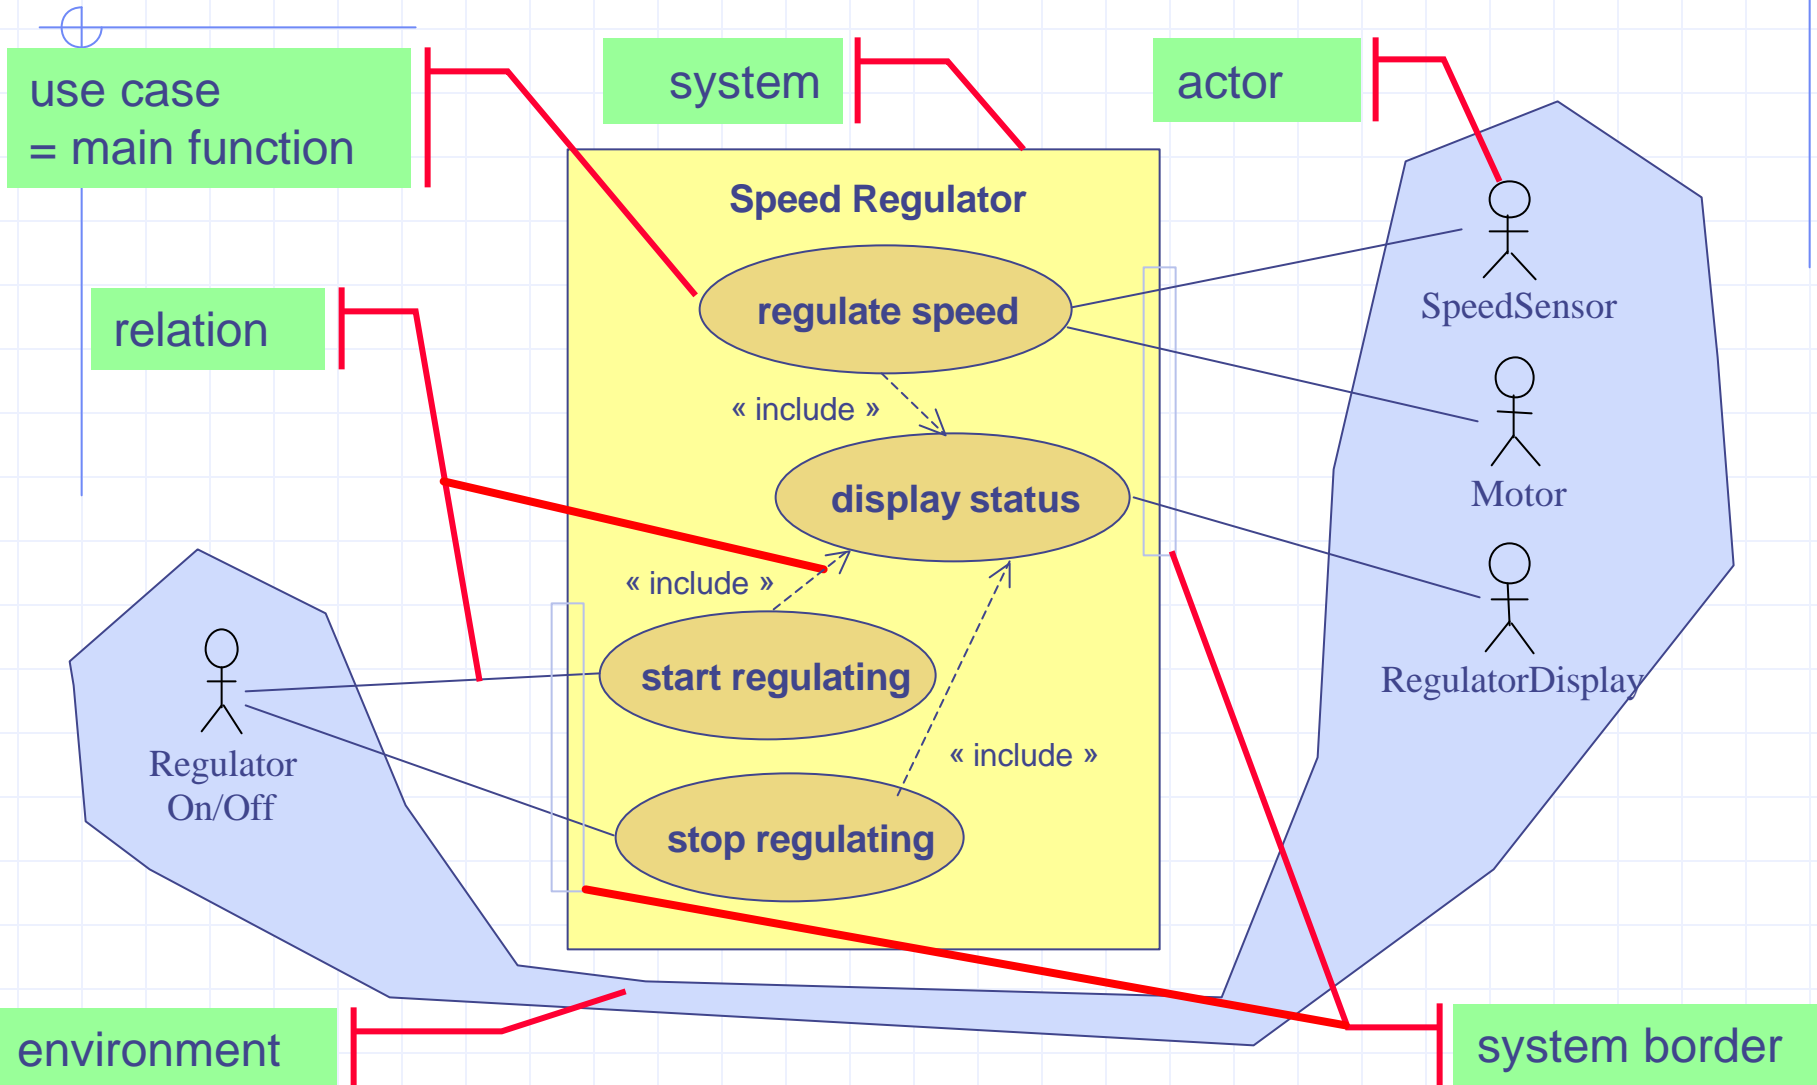 use case
= main function
system
actor
Speed Regulator
regulate speed
SpeedSensor
relation
« include »
Motor
display status
« include »
start regulating
RegulatorDisplay
Regulator
On/Off
« include »
stop regulating
environment
system border